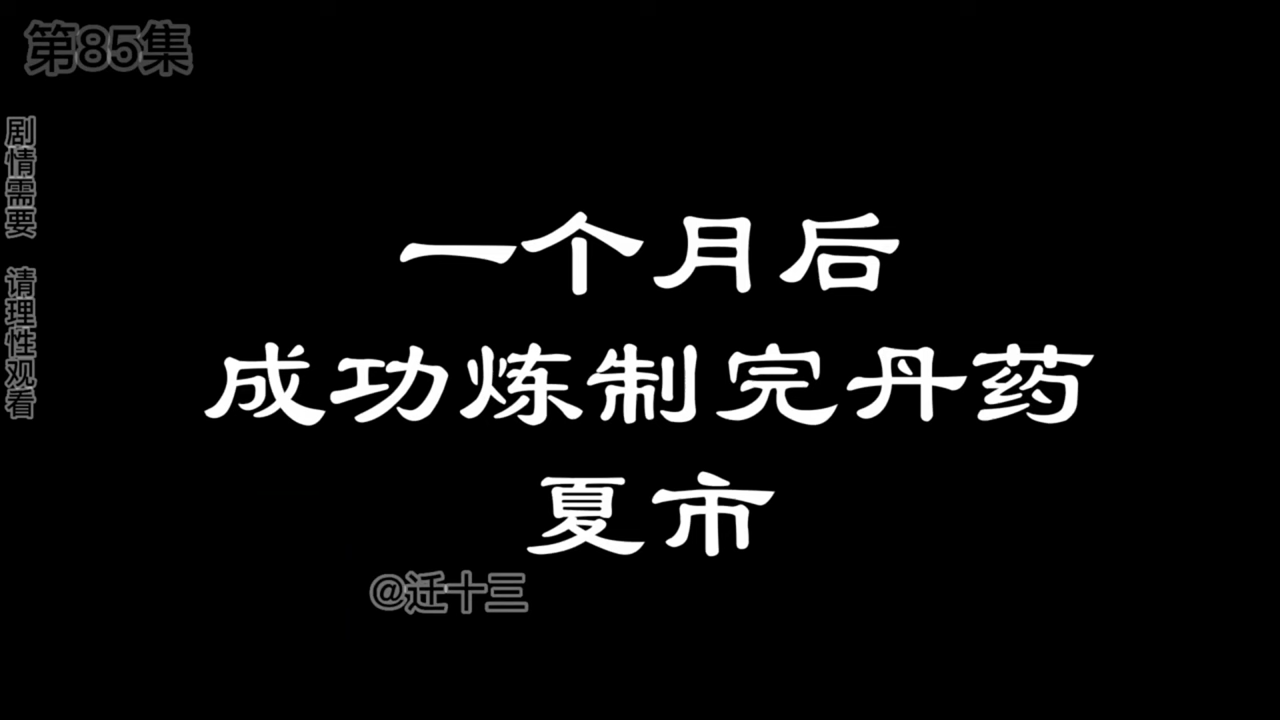 第85集
剧情需要 请理性观看
一个月后
成功炼制完丹药
夏市
@迁十三